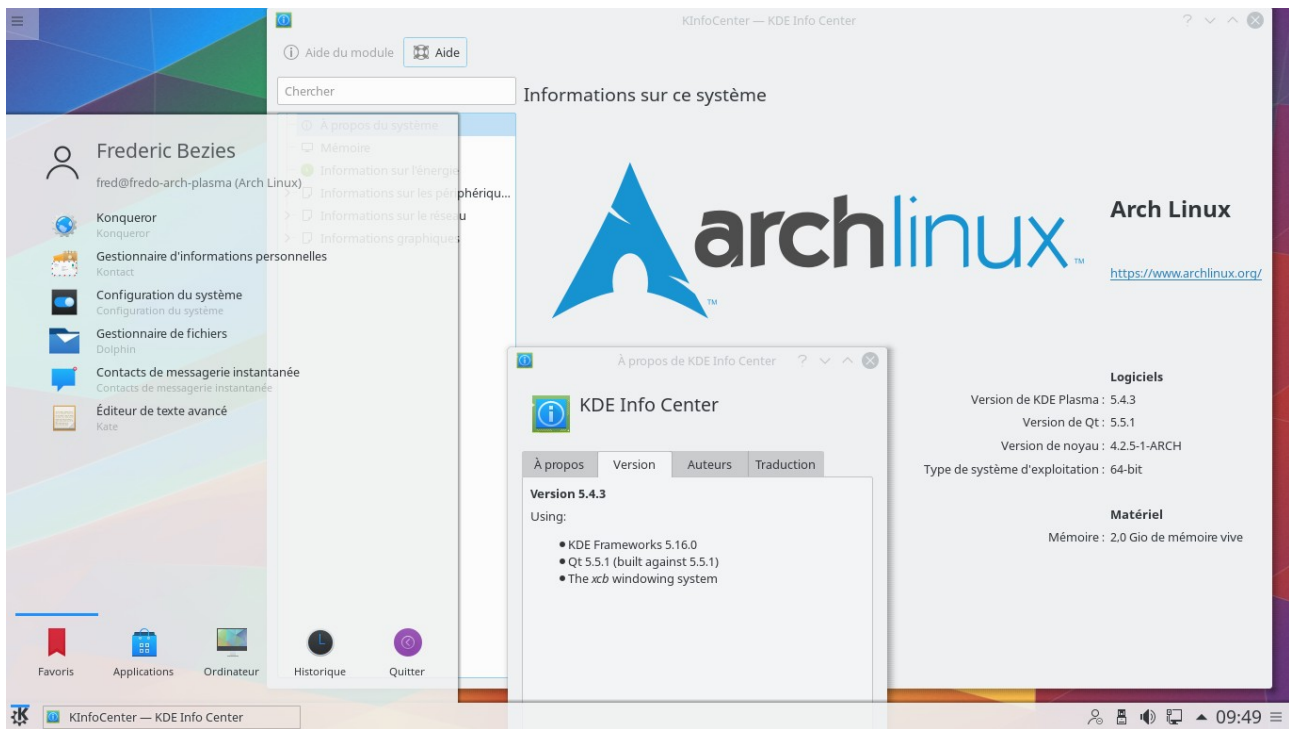 KInfoCenter — KDE Info Center
Aide du module
Aide
Chercher
À propos du système
Mémoire
Information sur l'énergie
Informations sur les périphériqu...
Informations sur le réseau
Informations graphiques
Frederic Bezies
fred@fredo-arch-plasma (Arch Linux)
Konqueror
Konqueror
Gestionnaire d'informations personnelles
Kontact
Configuration du système
Configuration du système
Gestionnaire de fichiers
Dolphin
Contacts de messagerie instantanée
Contacts de messagerie instantanée
Éditeur de texte avancé
Kate
Favoris
Applications
Ordinateur
Historique
Quitter
Informations sur ce système
archlinux™
™
Arch Linux
https://www.archlinux.org/
Logiciels
Version de KDE Plasma : 5.4.3
Version de Qt : 5.5.1
Version de noyau : 4.2.5-1-ARCH
Type de système d'exploitation : 64-bit
Matériel
Mémoire : 2,0 Gio de mémoire vive
À propos de KDE Info Center
KDE Info Center
À propos
Version
Auteurs
Traduction
Version 5.4.3
Using:
• KDE Frameworks 5.16.0
• Qt 5.5.1 (built against 5.5.1)
• The xcb windowing system
KInfoCenter — KDE Info Center
09:49